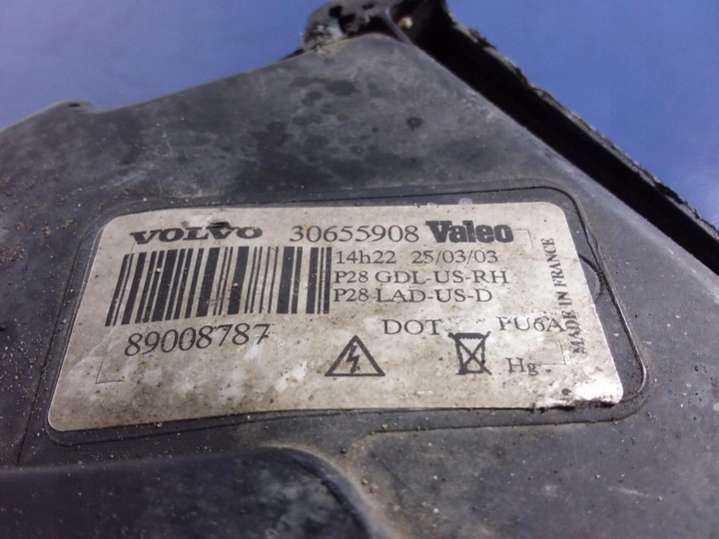 VOLVO 30655908 Valeo
14h22 25/03/03
P28 GDL-US-RH
P28 LAD-US-D
89008787
DOT PU6A
Hg
MADE IN FRANCE